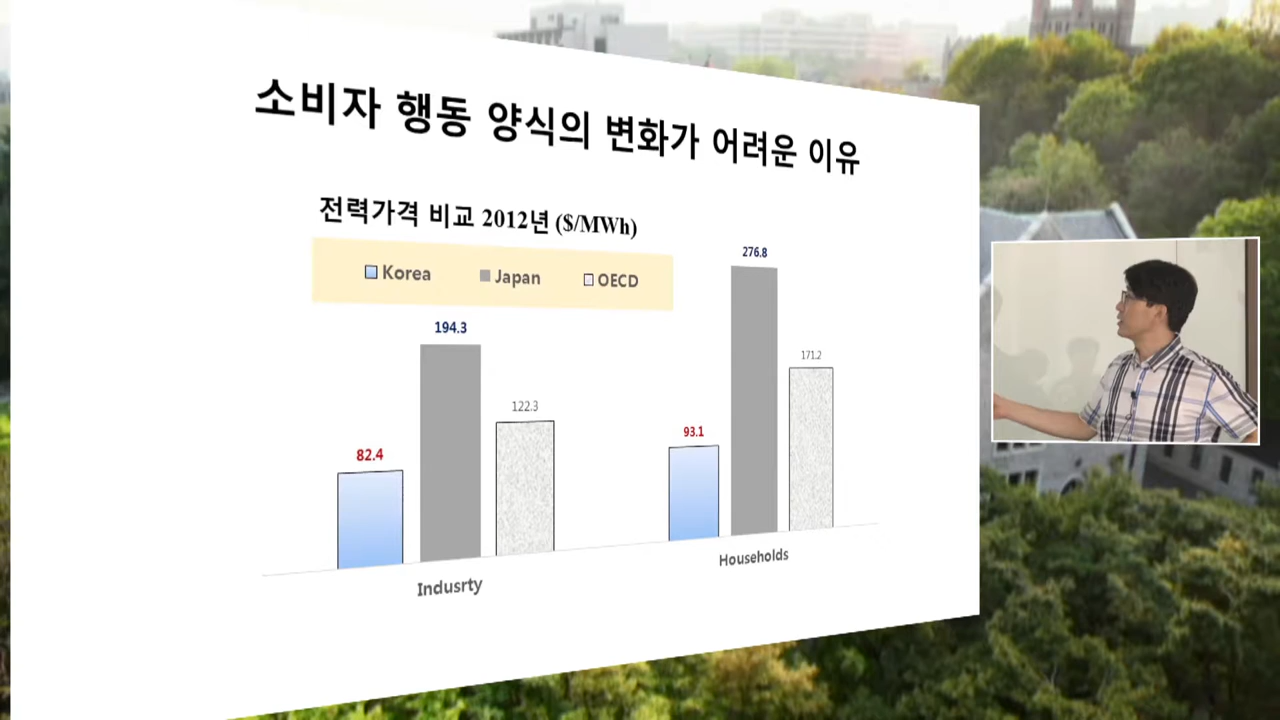 소비자 행동 양식의 변화가 어려운 이유
전력가격 비교 2012년 ($/MWh)
Korea Japan OECD
276.8
194.3
171.2
122.3
93.1
82.4
Households
Indusrty